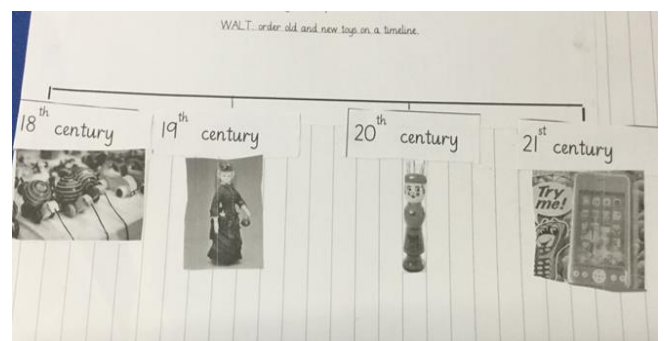 WALT: order old and new toys on a timeline.
18th century
19th century
20th century
21st century
Try
me!